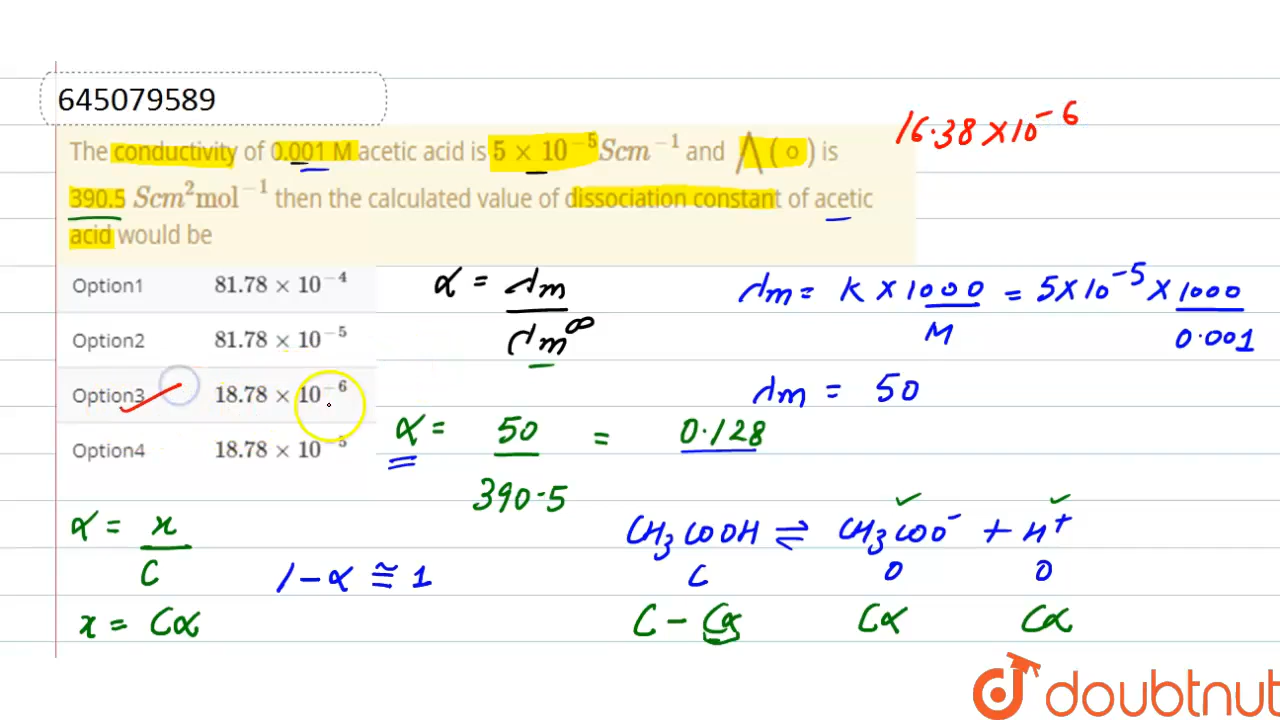 645079589
16.38 × 10⁻⁶
The conductivity of 0.001 M acetic acid is 5 × 10⁻⁵ Scm⁻¹ and Λ(o) is
390.5 Scm²mol⁻¹ then the calculated value of dissociation constant of acetic
acid would be
Option1 81.78 × 10⁻⁴
Option2 81.78 × 10⁻⁵
Option3 18.78 × 10⁻⁶
Option4 18.78 × 10⁻⁵
α = λm / λm^∞
λm = K × 1000 / M = 5×10⁻⁵ × 1000 / 0.001
λm = 50
α = 50 / 390.5 = 0.128
α = x / C
x = Cα
1 - α ≅ 1
CH₃COOH ⇌ CH₃COO⁻ + H⁺
C 0 0
C - Cα Cα Cα
doubtnut